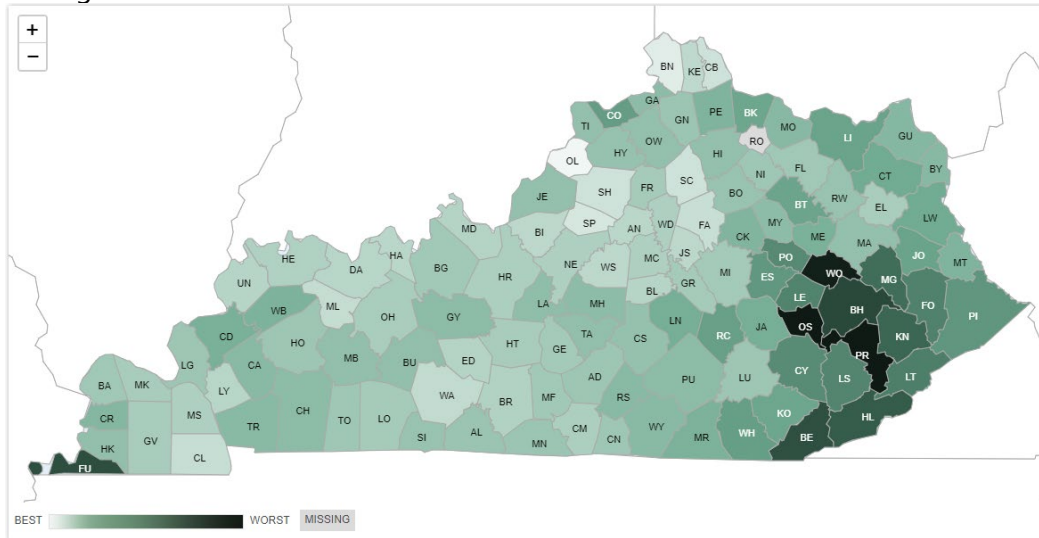 +
−
BN KE CB
GA
CO PE BK
TI GN MO LI
OW GU
HY HI RO
OL NI FL CT BY
SH FR SC
JE BO RW EL
BT LW
SP FA
MD BI AN WD CK MY ME MA
HE HA JS PO JO MT
DA BG NE WS MC MI WO MG
UN HR ES
ML BL GR LE FO PI
WB OH GY LA MH LN BH
CD TA RC JA OS KN
LG HO MB HT CS PR
CA BU ED GE CY LT
BA MK LY AD PU LU LS
MS WA BR MF RS
CR CH TO LO KO HL
GV TR AL CM WY MR WH BE
HK SI MN CN
CL
FU
BEST WORST MISSING